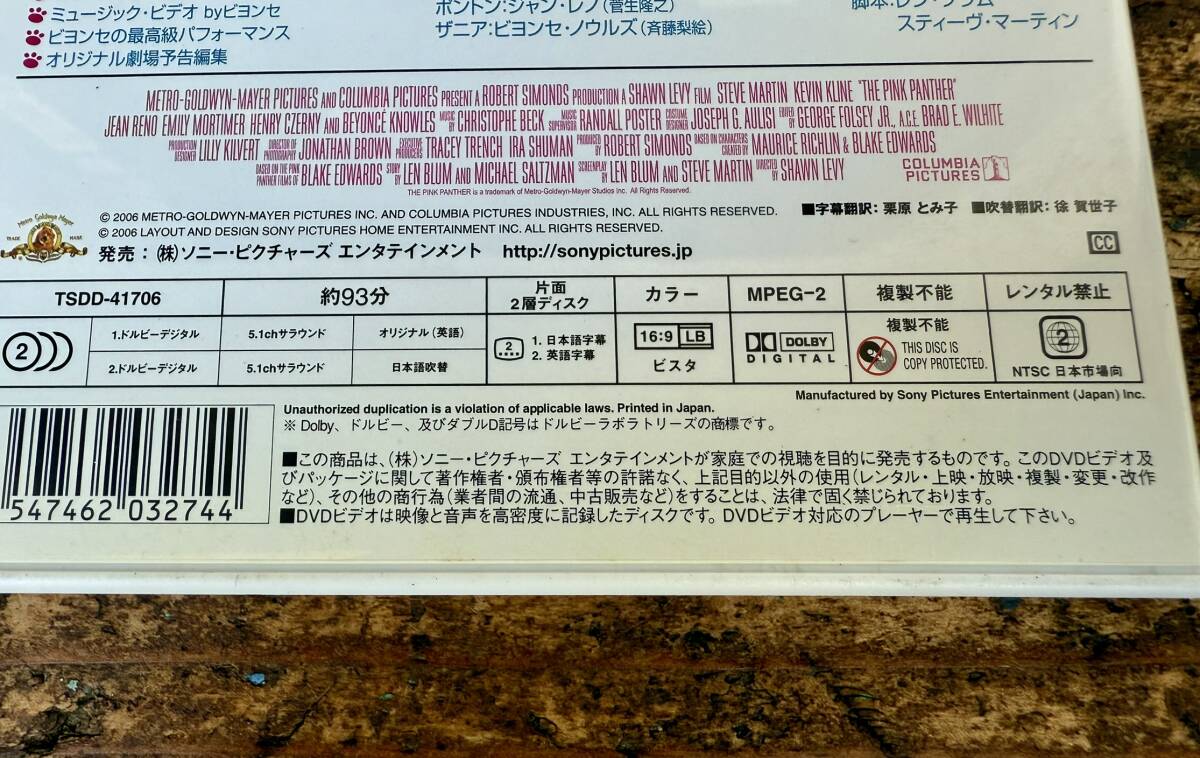 ミュージック・ビデオ byビヨンセ
ビヨンセの最高級パフォーマンス
オリジナル劇場予告編集
ポントン:ジャン・レノ(菅生隆之)
ザニア:ビヨンセ・ノウルズ(斉藤梨絵)
スティーヴ・マーティン
METRO-GOLDWYN-MAYER PICTURES AND COLUMBIA PICTURES PRESENT A ROBERT SIMONDS PRODUCTION A SHAWN LEVY FILM STEVE MARTIN KEVIN KLINE "THE PINK PANTHER"
JEAN RENO EMILY MORTIMER HENRY CZERNY AND BEYONCÉ KNOWLES MUSIC BY CHRISTOPHE BECK MUSIC SUPERVISOR RANDALL POSTER COSTUME DESIGNER JOSEPH G. AULISI EDITED BY GEORGE FOLSEY JR., A.C.E. BRAD E. WILHITE
PRODUCTION DESIGNER LILLY KILVERT DIRECTOR OF PHOTOGRAPHY JONATHAN BROWN EXECUTIVE PRODUCERS TRACEY TRENCH IRA SHUMAN PRODUCED BY ROBERT SIMONDS BASED ON CHARACTERS CREATED BY MAURICE RICHLIN & BLAKE EDWARDS
BASED ON THE PINK PANTHER FILMS OF BLAKE EDWARDS STORY BY LEN BLUM AND MICHAEL SALTZMAN SCREENPLAY BY LEN BLUM AND STEVE MARTIN DIRECTED BY SHAWN LEVY
COLUMBIA
PICTURES
THE PINK PANTHER is a trademark of Metro-Goldwyn-Mayer Studios Inc. All Rights Reserved.
Metro Goldwyn Mayer
TRADE MARK
© 2006 METRO-GOLDWYN-MAYER PICTURES INC. AND COLUMBIA PICTURES INDUSTRIES, INC. ALL RIGHTS RESERVED.
© 2006 LAYOUT AND DESIGN SONY PICTURES HOME ENTERTAINMENT INC. ALL RIGHTS RESERVED.
■字幕翻訳:栗原 とみ子 ■吹替翻訳:徐 賀世子
発売:(株)ソニー・ピクチャーズ エンタテインメント http://sonypictures.jp
CC
TSDD-41706
約93分
片面
2層ディスク
カラー
MPEG-2
複製不能
レンタル禁止
2
1.ドルビーデジタル
5.1chサラウンド
オリジナル(英語)
2.ドルビーデジタル
5.1chサラウンド
日本語吹替
2
1. 日本語字幕
2. 英語字幕
16:9 LB
ビスタ
DOLBY
DIGITAL
複製不能
THIS DISC IS
COPY PROTECTED.
2
NTSC 日本市場向
Manufactured by Sony Pictures Entertainment (Japan) Inc.
Unauthorized duplication is a violation of applicable laws. Printed in Japan.
※ Dolby、ドルビー、及びダブルD記号はドルビーラボラトリーズの商標です。
547462 032744
■この商品は、(株)ソニー・ピクチャーズ エンタテインメントが家庭での視聴を目的に発売するものです。このDVDビデオ及
びパッケージに関して著作権者・頒布権者等の許諾なく、上記目的以外の使用(レンタル・上映・放映・複製・変更・改作
など)、その他の商行為(業者間の流通、中古販売など)をすることは、法律で固く禁じられております。
■DVDビデオは映像と音声を高密度に記録したディスクです。DVDビデオ対応のプレーヤーで再生して下さい。